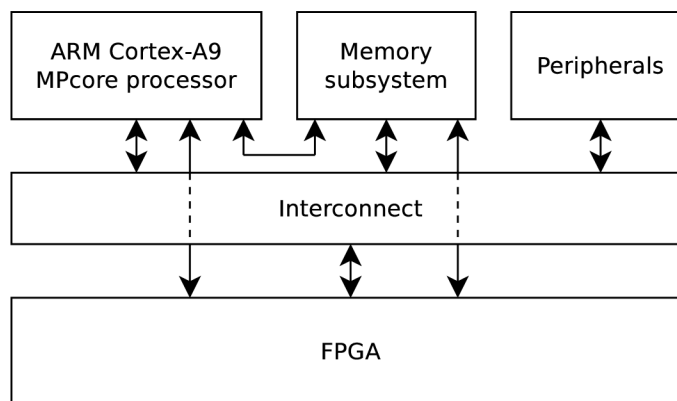 ARM Cortex-A9
MPcore processor
Memory
subsystem
Peripherals
Interconnect
FPGA